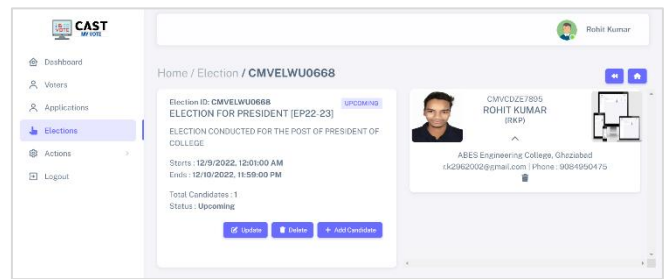 VOTE
CAST
MY VOTE
Rohit Kumar
Dashboard
Voters
Applications
Elections
Actions
Logout
Home / Election / CMVELWU0668
Election ID: CMVELWU0668
UPCOMING
ELECTION FOR PRESIDENT [EP22-23]
ELECTION CONDUCTED FOR THE POST OF PRESIDENT OF
COLLEGE
Starts : 12/9/2022, 12:01:00 AM
Ends : 12/10/2022, 11:59:00 PM
Total Candidates : 1
Status : Upcoming
Update
Delete
+ Add Candidate
CMVCDZE7895
ROHIT KUMAR
(RKP)
ABES Engineering College, Ghaziabad
r.k2962002@gmail.com | Phone : 9084950475